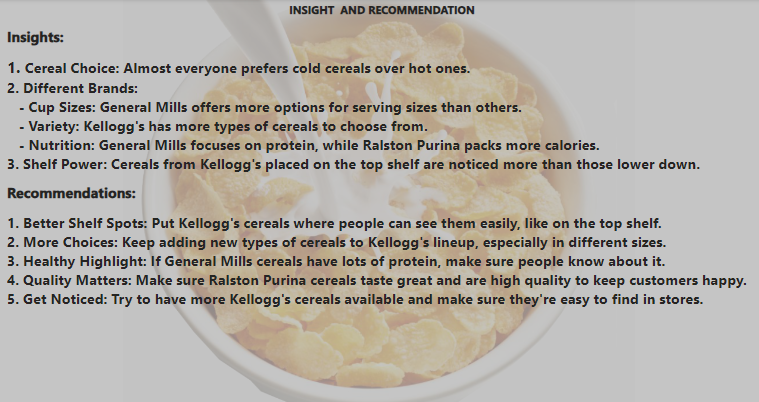 INSIGHT AND RECOMMENDATION
Insights:
1. Cereal Choice: Almost everyone prefers cold cereals over hot ones.
2. Different Brands:
- Cup Sizes: General Mills offers more options for serving sizes than others.
- Variety: Kellogg's has more types of cereals to choose from.
- Nutrition: General Mills focuses on protein, while Ralston Purina packs more calories.
3. Shelf Power: Cereals from Kellogg's placed on the top shelf are noticed more than those lower down.
Recommendations:
1. Better Shelf Spots: Put Kellogg's cereals where people can see them easily, like on the top shelf.
2. More Choices: Keep adding new types of cereals to Kellogg's lineup, especially in different sizes.
3. Healthy Highlight: If General Mills cereals have lots of protein, make sure people know about it.
4. Quality Matters: Make sure Ralston Purina cereals taste great and are high quality to keep customers happy.
5. Get Noticed: Try to have more Kellogg's cereals available and make sure they're easy to find in stores.